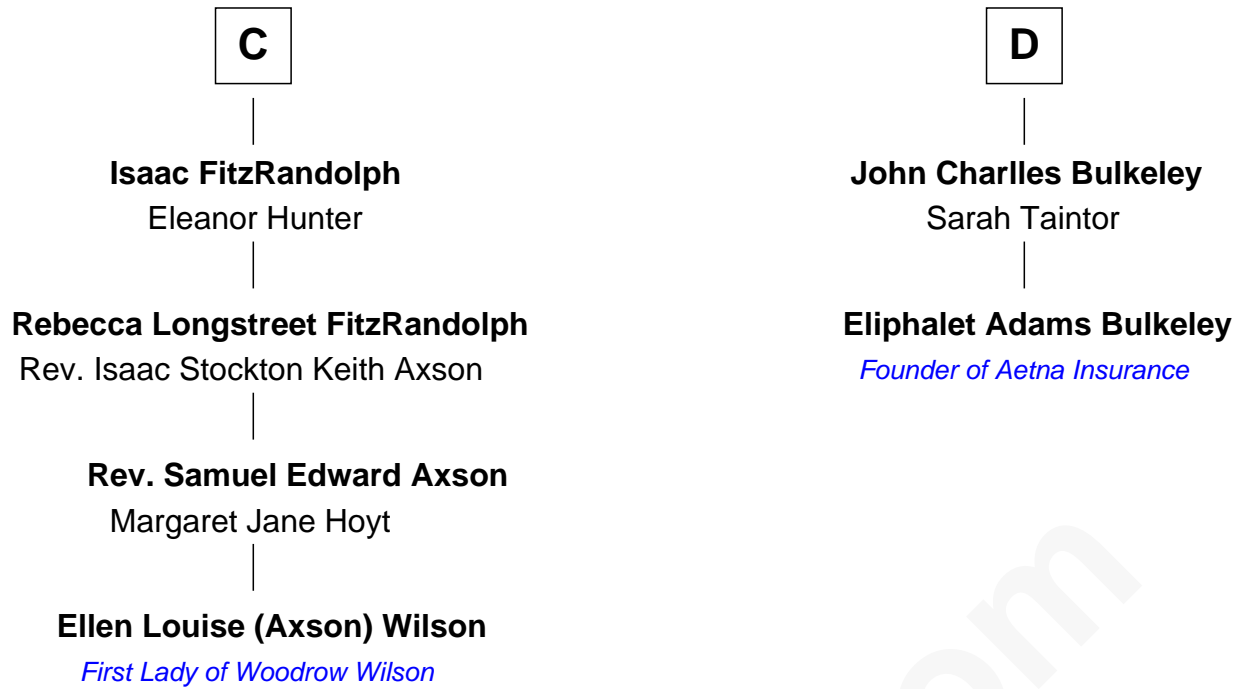 C
Isaac FitzRandolph
Eleanor Hunter
Rebecca Longstreet FitzRandolph
Rev. Isaac Stockton Keith Axson
Rev. Samuel Edward Axson
Margaret Jane Hoyt
Ellen Louise (Axson) Wilson
First Lady of Woodrow Wilson
D
John Charlles Bulkeley
Sarah Taintor
Eliphalet Adams Bulkeley
Founder of Aetna Insurance
om